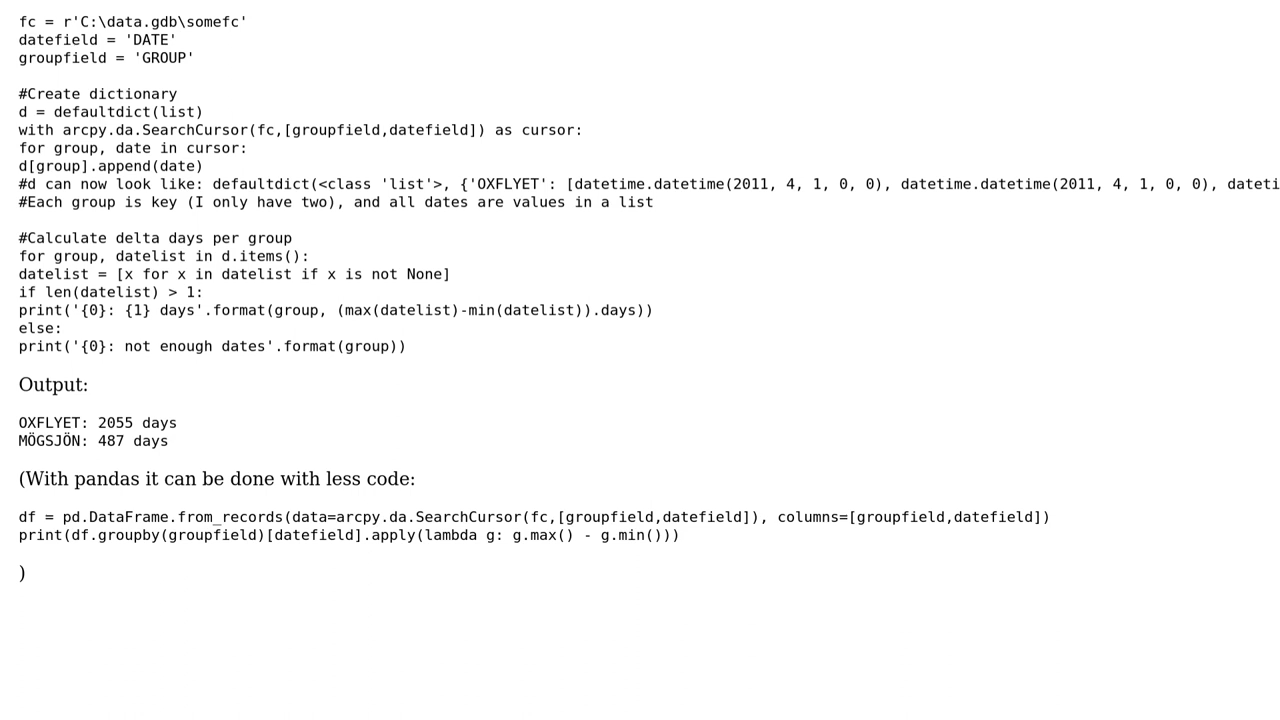 fc = r'C:\data.gdb\somefc'
datefield = 'DATE'
groupfield = 'GROUP'

#Create dictionary
d = defaultdict(list)
with arcpy.da.SearchCursor(fc,[groupfield,datefield]) as cursor:
for group, date in cursor:
d[group].append(date)
#d can now look like: defaultdict(<class 'list'>, {'OXFLYET': [datetime.datetime(2011, 4, 1, 0, 0), datetime.datetime(2011, 4, 1, 0, 0), dateti
#Each group is key (I only have two), and all dates are values in a list

#Calculate delta days per group
for group, datelist in d.items():
datelist = [x for x in datelist if x is not None]
if len(datelist) > 1:
print('{0}: {1} days'.format(group, (max(datelist)-min(datelist)).days))
else:
print('{0}: not enough dates'.format(group))

Output:

OXFLYET: 2055 days
MÖGSJÖN: 487 days

(With pandas it can be done with less code:

df = pd.DataFrame.from_records(data=arcpy.da.SearchCursor(fc,[groupfield,datefield]), columns=[groupfield,datefield])
print(df.groupby(groupfield)[datefield].apply(lambda g: g.max() - g.min()))

)